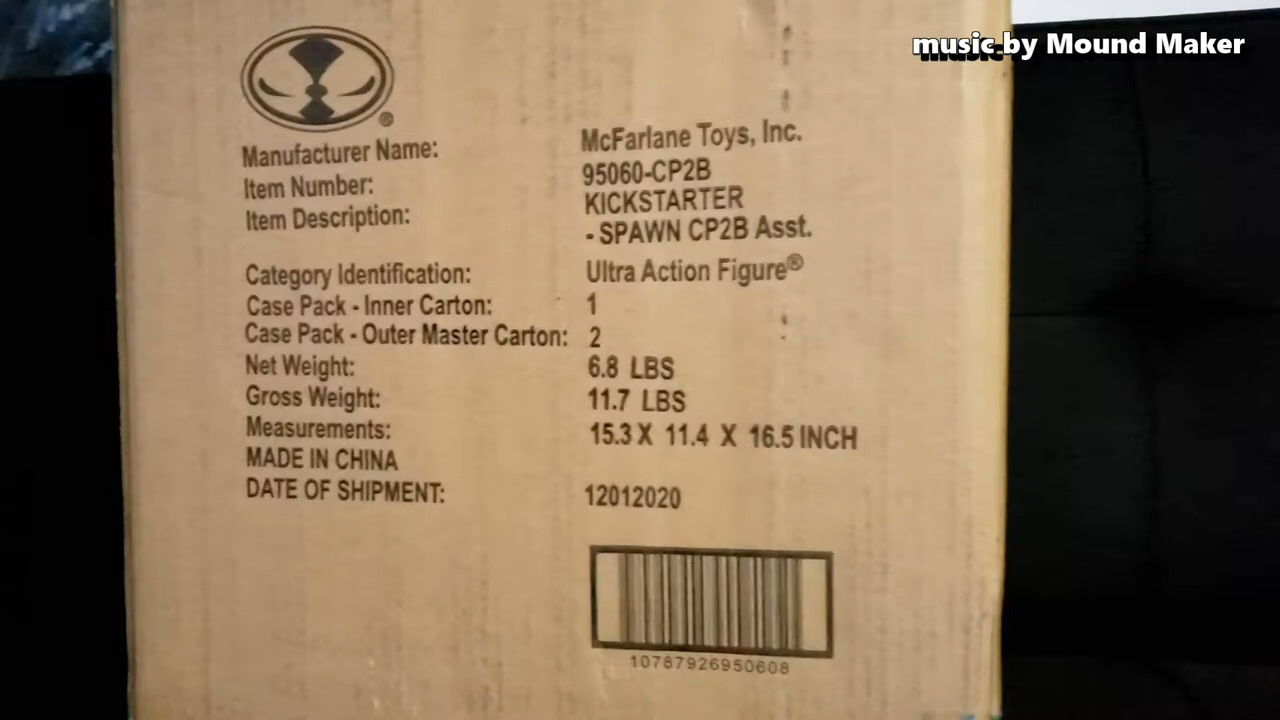 music by Mound Maker
®
Manufacturer Name: McFarlane Toys, Inc.
Item Number: 95060-CP2B
Item Description: KICKSTARTER
- SPAWN CP2B Asst.
Category Identification: Ultra Action Figure®
Case Pack - Inner Carton: 1
Case Pack - Outer Master Carton: 2
Net Weight: 6.8 LBS
Gross Weight: 11.7 LBS
Measurements: 15.3 X 11.4 X 16.5 INCH
MADE IN CHINA
DATE OF SHIPMENT: 12012020
10787926950608